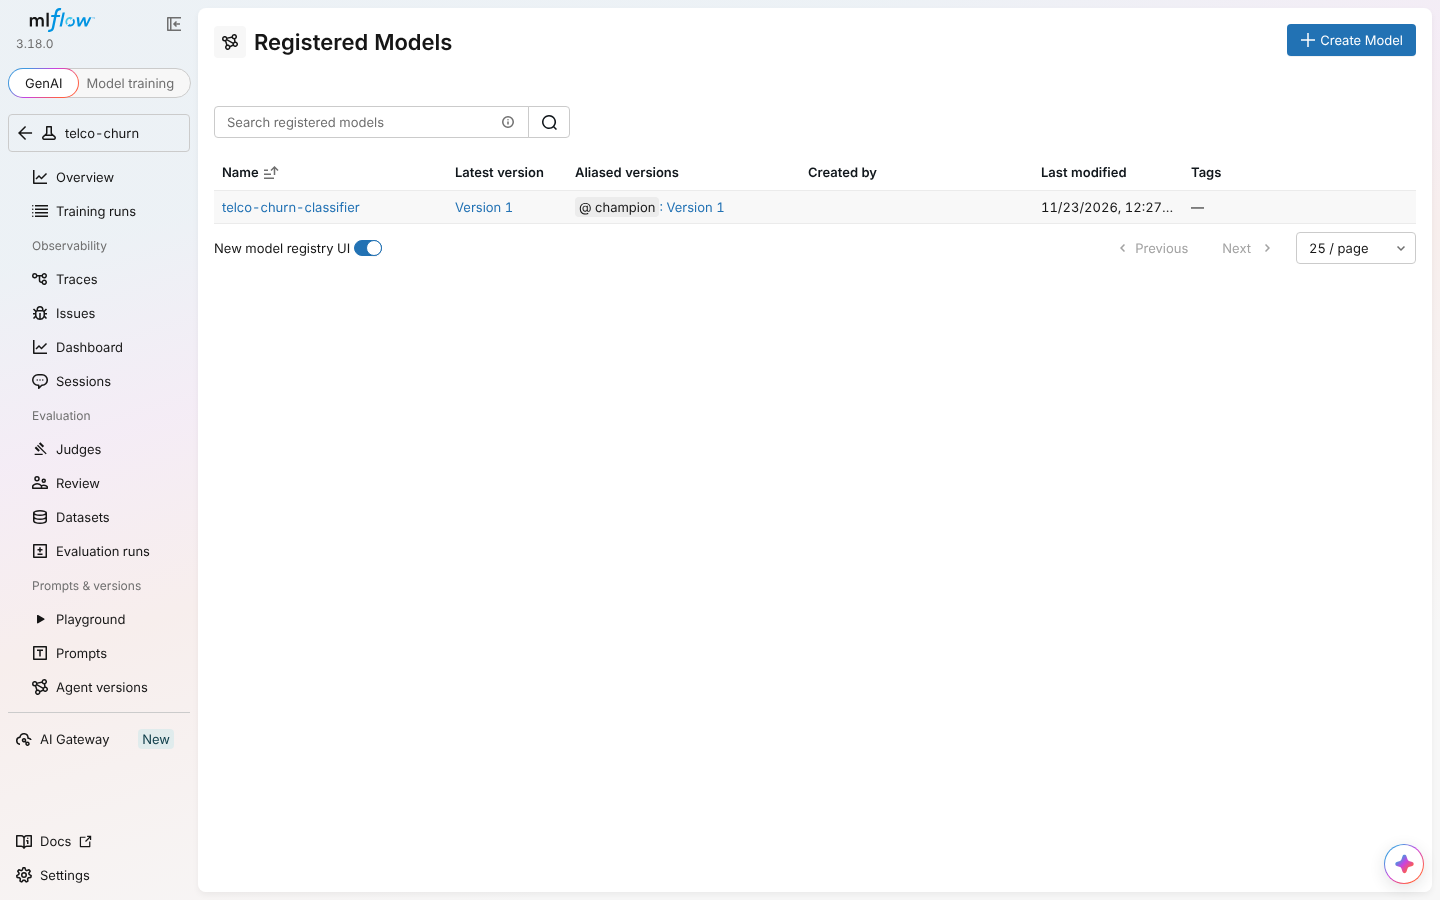 mlflow
3.18.0
GenAI
Model training
telco-churn
Overview
Training runs
Observability
Traces
Issues
Dashboard
Sessions
Evaluation
Judges
Review
Datasets
Evaluation runs
Prompts & versions
Playground
Prompts
Agent versions
AI Gateway
New
Docs
Settings
Registered Models
Create Model
Search registered models
Name
Latest version
Aliased versions
Created by
Last modified
Tags
telco-churn-classifier
Version 1
@ champion : Version 1
11/23/2026, 12:27...
—
New model registry UI
Previous
Next
25 / page